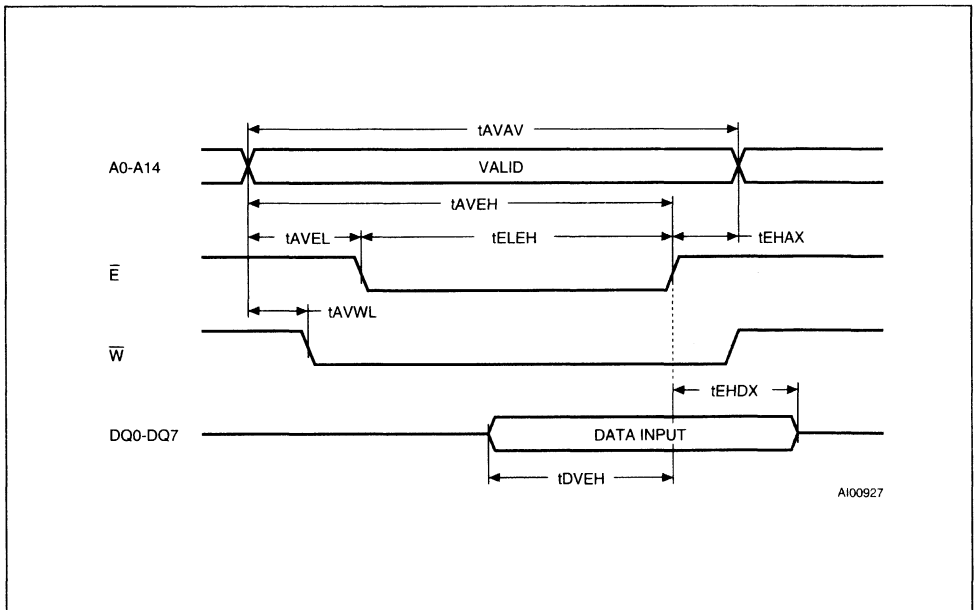 tAVAV
A0-A14 VALID
tAVEH
tAVEL tELEH tEHAX
E̅
tAVWL
W̅
tEHDX
DQ0-DQ7 DATA INPUT
tDVEH
AI00927